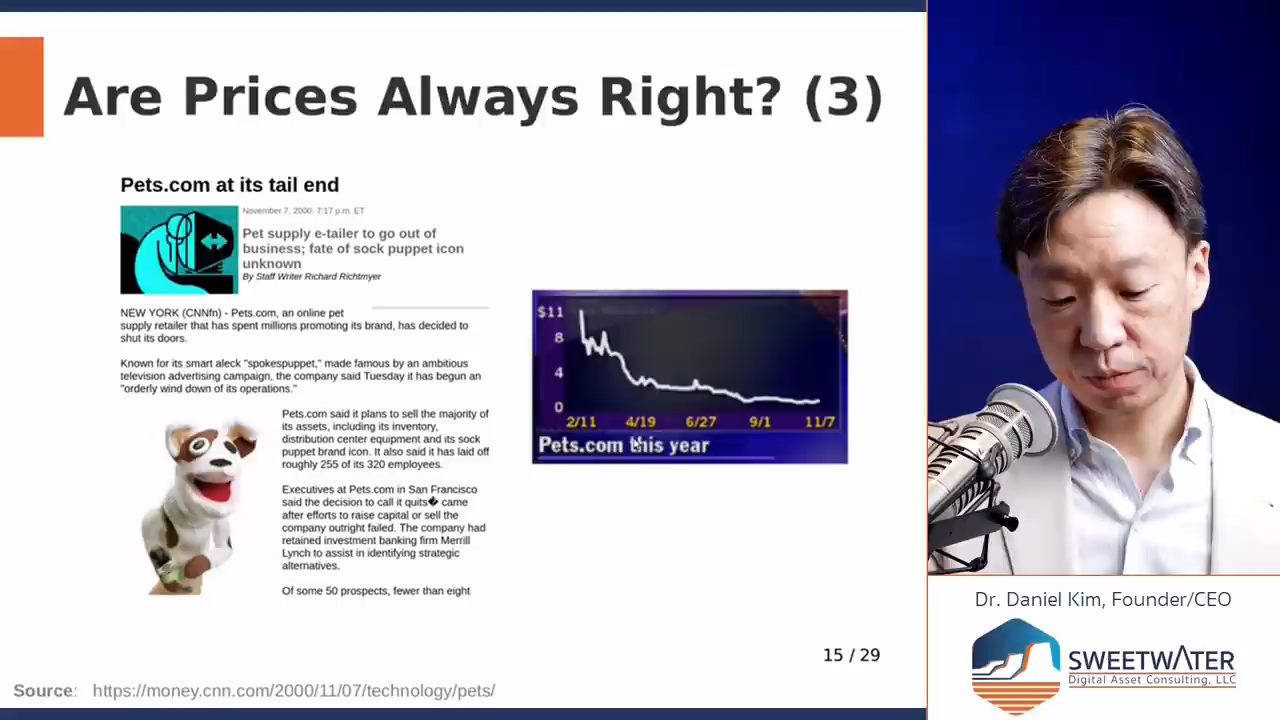 Are Prices Always Right? (3)
Pets.com at its tail end
November 7, 2000. 7:17 p.m. ET
Pet supply e-tailer to go out of
business; fate of sock puppet icon
unknown
By Staff Writer Richard Richtmyer
NEW YORK (CNNfn) - Pets.com, an online pet
supply retailer that has spent millions promoting its brand, has decided to
shut its doors.
Known for its smart aleck "spokespuppet," made famous by an ambitious
television advertising campaign, the company said Tuesday it has begun an
"orderly wind down of its operations."
Pets.com said it plans to sell the majority of
its assets, including its inventory,
distribution center equipment and its sock
puppet brand icon. It also said it has laid off
roughly 255 of its 320 employees.
Executives at Pets.com in San Francisco
said the decision to call it quits� came
after efforts to raise capital or sell the
company outright failed. The company had
retained investment banking firm Merrill
Lynch to assist in identifying strategic
alternatives.
Of some 50 prospects, fewer than eight
$11
8
4
0
2/11 4/19 6/27 9/1 11/7
Pets.com this year
15 / 29
Source: https://money.cnn.com/2000/11/07/technology/pets/
Dr. Daniel Kim, Founder/CEO
SWEETWATER
Digital Asset Consulting, LLC